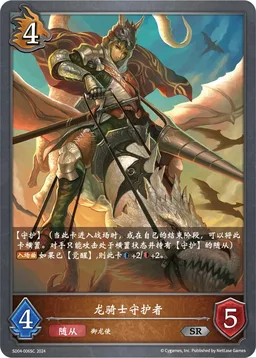 4
【守护】（当此卡进入战场时，或在自己的结束阶段，可以将此
卡横置。对手只能攻击处于横置状态并持有【守护】的随从）
入场曲 如果已【觉醒】，则此卡+2/+2。
龙骑士守护者
4
随从
御龙使
SR
5
SD04-006SC 2024
© Cygames, Inc. Published by NetEase Games